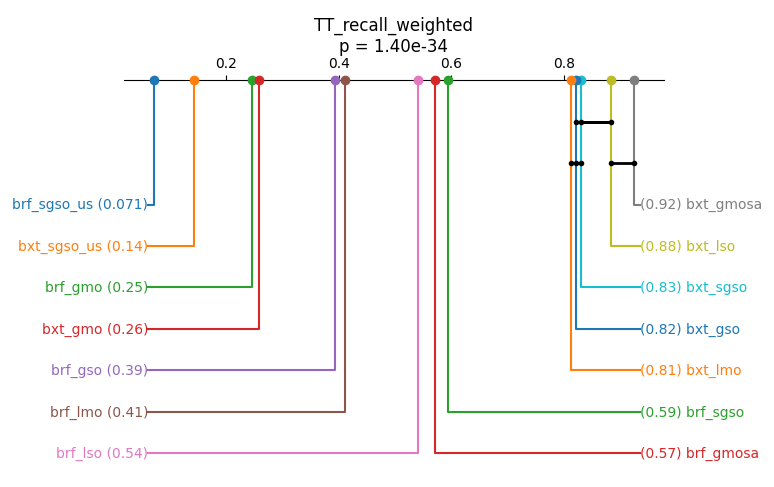 TT_recall_weighted
p = 1.40e-34
0.2 0.4 0.6 0.8
brf_sgso_us (0.071) (0.92) bxt_gmosa
bxt_sgso_us (0.14) (0.88) bxt_lso
brf_gmo (0.25) (0.83) bxt_sgso
bxt_gmo (0.26) (0.82) bxt_gso
brf_gso (0.39) (0.81) bxt_lmo
brf_lmo (0.41) (0.59) brf_sgso
brf_lso (0.54) (0.57) brf_gmosa